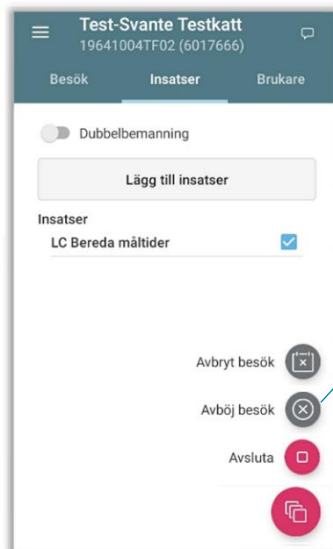 Test-Svante Testkatt
19641004TF02 (6017666)
Besök Insatser Brukare
Dubbelbemanning
Lägg till insatser
Insatser
LC Bereda måltider
Avbryt besök
Avböj besök
Avsluta